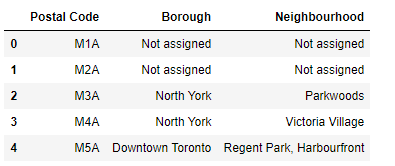 Postal Code Borough Neighbourhood
0 M1A Not assigned Not assigned
1 M2A Not assigned Not assigned
2 M3A North York Parkwoods
3 M4A North York Victoria Village
4 M5A Downtown Toronto Regent Park, Harbourfront